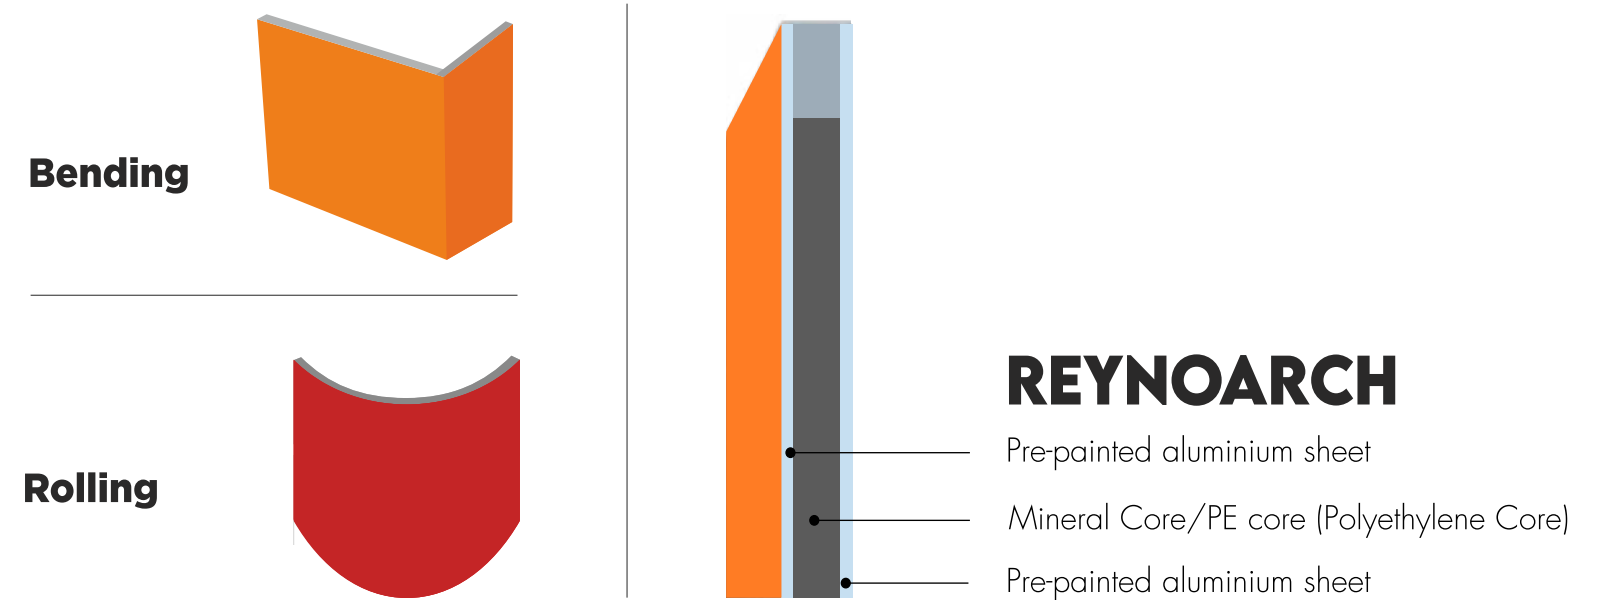 Bending
Rolling
REYNOARCH
Pre-painted aluminium sheet
Mineral Core/PE core (Polyethylene Core)
Pre-painted aluminium sheet